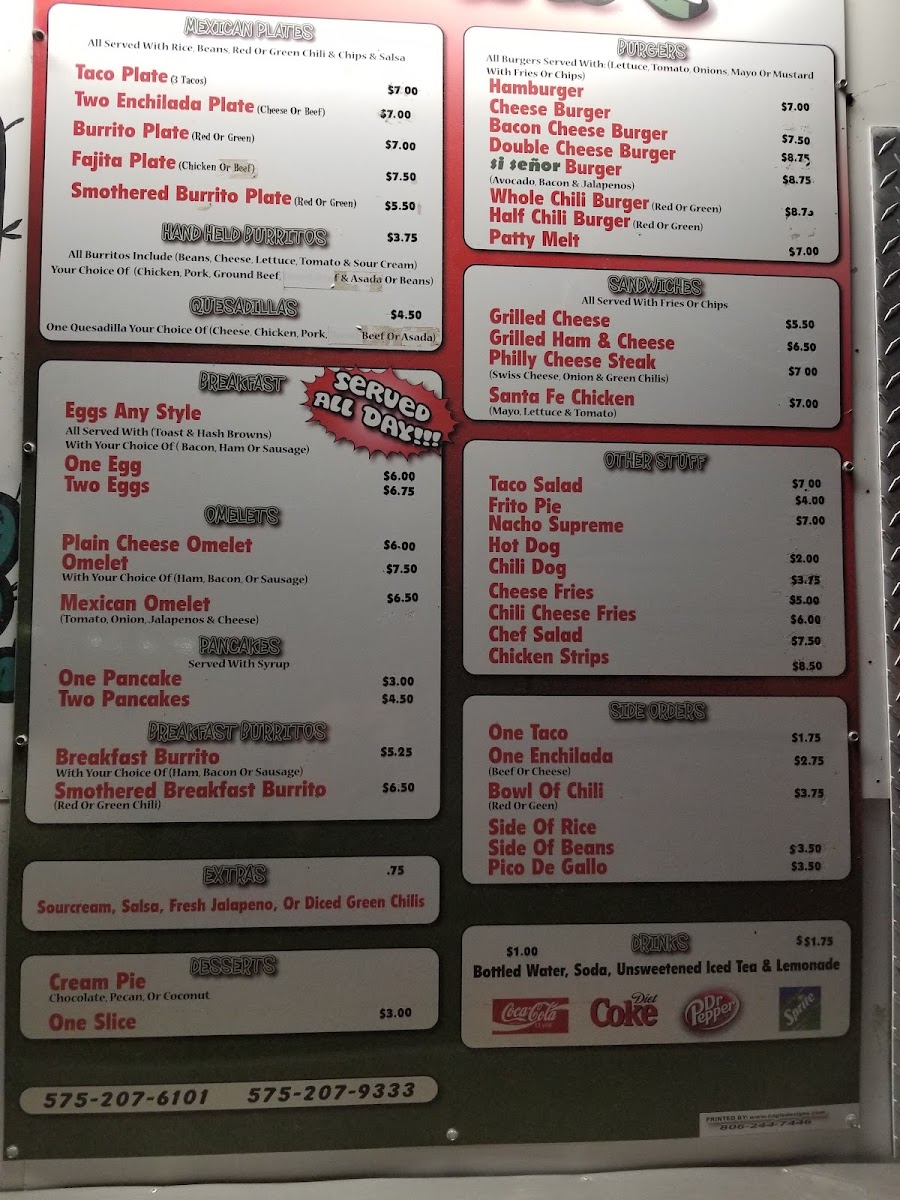 MEXICAN PLATES
All Served With Rice, Beans, Red Or Green Chili & Chips & Salsa
Taco Plate (3 Tacos) $7.00
Two Enchilada Plate (Cheese Or Beef) $7.00
Burrito Plate (Red Or Green) $7.00
Fajita Plate (Chicken Or Beef) $7.50
Smothered Burrito Plate (Red Or Green) $5.50
HAND HELD BURRITOS $3.75
All Burritos Include (Beans, Cheese, Lettuce, Tomato & Sour Cream)
Your Choice Of (Chicken, Pork, Ground Beef, f & Asada Or Beans)
QUESADILLAS $4.50
One Quesadilla Your Choice Of (Cheese, Chicken, Pork, Beef Or Asada)
BREAKFAST
SERVED
ALL DAY!!!
Eggs Any Style
All Served With (Toast & Hash Browns)
With Your Choice Of ( Bacon, Ham Or Sausage)
One Egg $6.00
Two Eggs $6.75
OMELETS
Plain Cheese Omelet $6.00
Omelet $7.50
With Your Choice Of (Ham, Bacon, Or Sausage)
Mexican Omelet $6.50
(Tomato, Onion, Jalapenos & Cheese)
PANCAKES
Served With Syrup
One Pancake $3.00
Two Pancakes $4.50
BREAKFAST BURRITOS
Breakfast Burrito $5.25
With Your Choice Of (Ham, Bacon Or Sausage)
Smothered Breakfast Burrito $6.50
(Red Or Green Chili)
EXTRAS .75
Sourcream, Salsa, Fresh Jalapeno, Or Diced Green Chilis
DESSERTS
Cream Pie
Chocolate, Pecan, Or Coconut
One Slice $3.00
575-207-6101 575-207-9333
BURGERS
All Burgers Served With: (Lettuce, Tomato, Onions, Mayo Or Mustard
With Fries Or Chips)
Hamburger $7.00
Cheese Burger
Bacon Cheese Burger $7.50
Double Cheese Burger $8.75
si señor Burger $8.75
(Avocado, Bacon & Jalapenos)
Whole Chili Burger (Red Or Green) $8.75
Half Chili Burger (Red Or Green)
Patty Melt $7.00
SANDWICHES
All Served With Fries Or Chips
Grilled Cheese $5.50
Grilled Ham & Cheese $6.50
Philly Cheese Steak $7 00
(Swiss Cheese, Onion & Green Chilis)
Santa Fe Chicken $7.00
(Mayo, Lettuce & Tomato)
OTHER STUFF
Taco Salad $7.00
Frito Pie $4.00
Nacho Supreme $7.00
Hot Dog $2.00
Chili Dog $3.75
Cheese Fries $5.00
Chili Cheese Fries $6.00
Chef Salad $7.50
Chicken Strips $8.50
SIDE ORDERS
One Taco $1.75
One Enchilada $2.75
(Beef Or Cheese)
Bowl Of Chili $3.75
(Red Or Geen)
Side Of Rice
Side Of Beans $3.50
Pico De Gallo $3.50
$1.00 DRINKS $ $1.75
Bottled Water, Soda, Unsweetened Iced Tea & Lemonade
Coca-Cola Diet Coke Dr Pepper Sprite
PRINTED BY: www.eagledesigns.com
806-244-7446